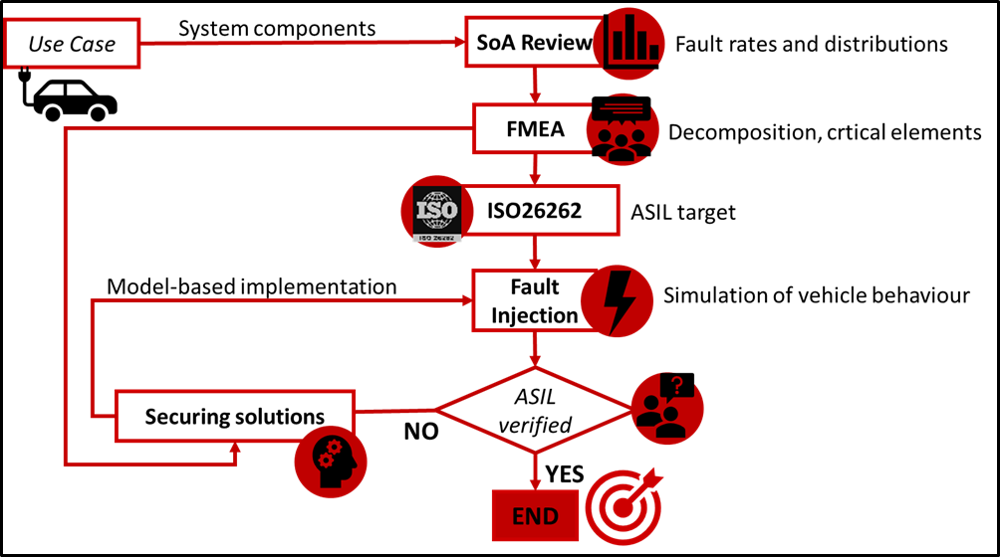 Use Case
System components
SoA Review
Fault rates and distributions
FMEA
Decomposition, crtical elements
ISO
ISO 26262
ISO26262
ASIL target
Model-based implementation
Fault
Injection
Simulation of vehicle behaviour
Securing solutions
NO
ASIL
verified
?
YES
END